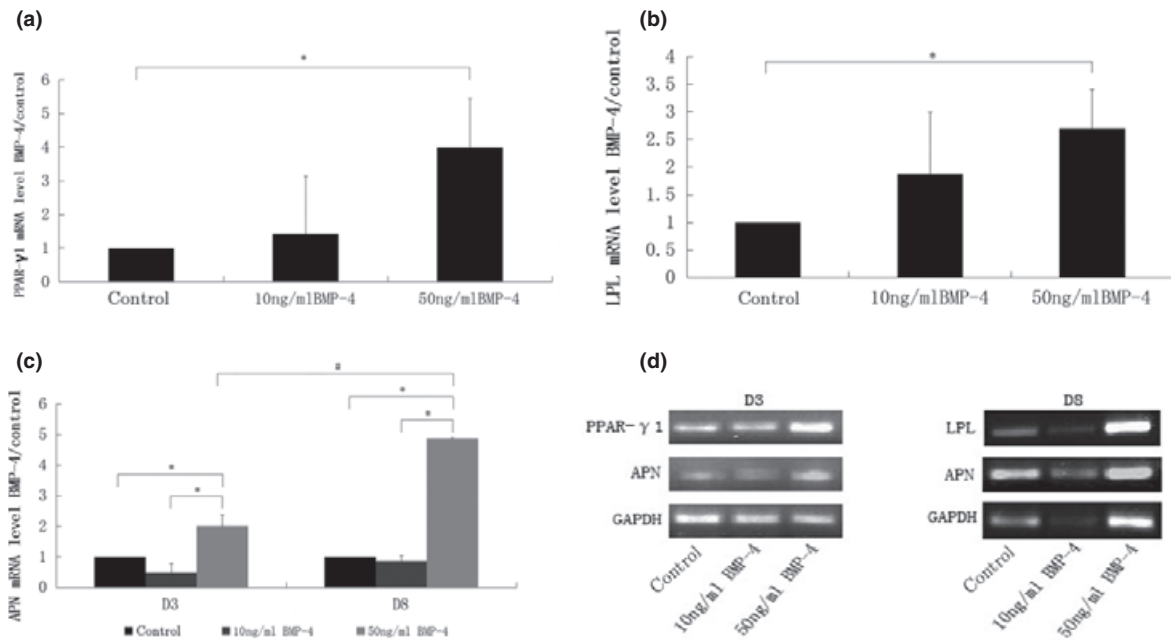 (a)
*
PPAR-γ1 mRNA level BMP-4/control
6
5
4
3
2
1
0
Control
10ng/mlBMP-4
50ng/mlBMP-4
(b)
*
LPL mRNA level BMP-4/control
4
3.5
3
2.5
2
1.5
1
0.5
0
Control
10ng/mlBMP-4
50ng/mlBMP-4
(c)
*
*
*
*
APN mRNA level BMP-4/control
6
5
4
3
2
1
0
D3
D8
Control
10ng/ml BMP-4
50ng/ml BMP-4
(d)
D3
PPAR-γ1
APN
GAPDH
Control
10ng/ml BMP-4
50ng/ml BMP-4
D8
LPL
APN
GAPDH
Control
10ng/ml BMP-4
50ng/ml BMP-4